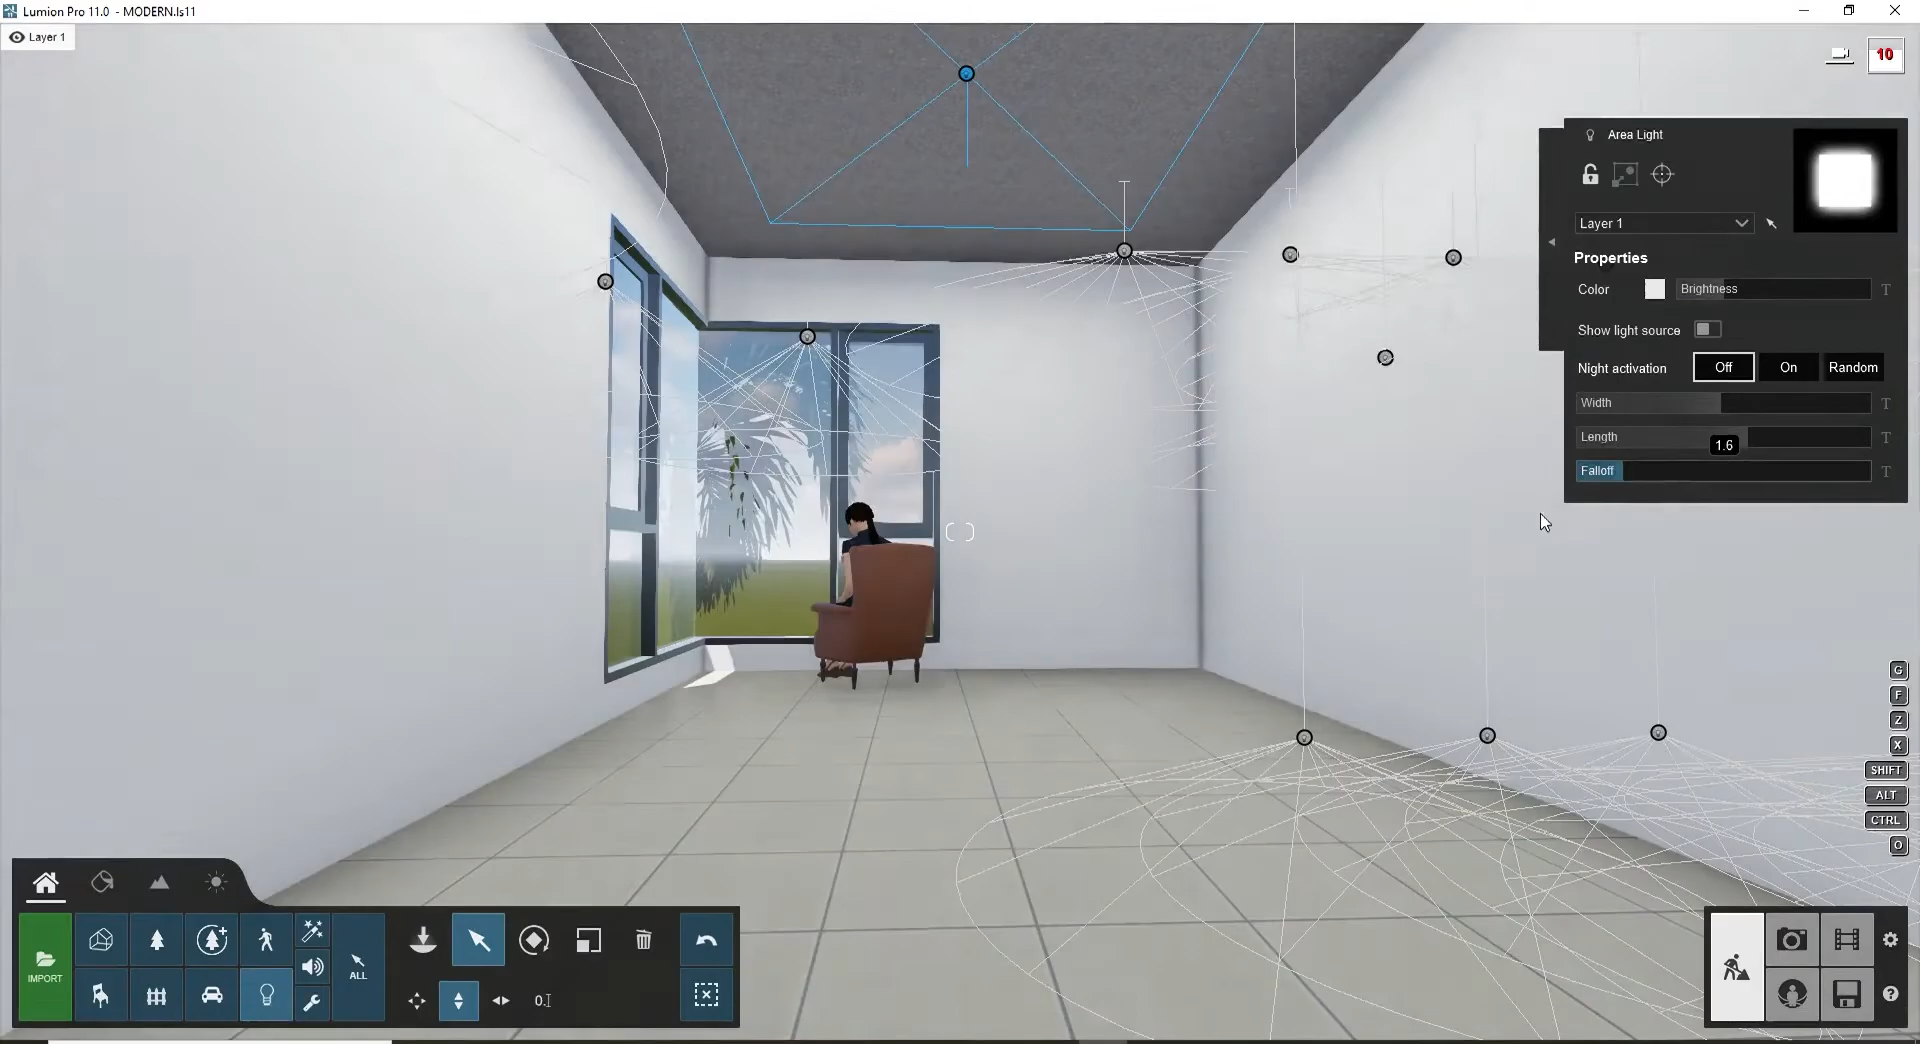 Lumion Pro 11.0 - MODERN.ls11
Layer 1
10
Area Light
Layer 1
Properties
Color
Brightness
T
Show light source
Night activation
Off
On
Random
Width
T
Length
1.6
T
Falloff
T
G
F
Z
X
SHIFT
ALT
CTRL
O
IMPORT
ALL
0.
?